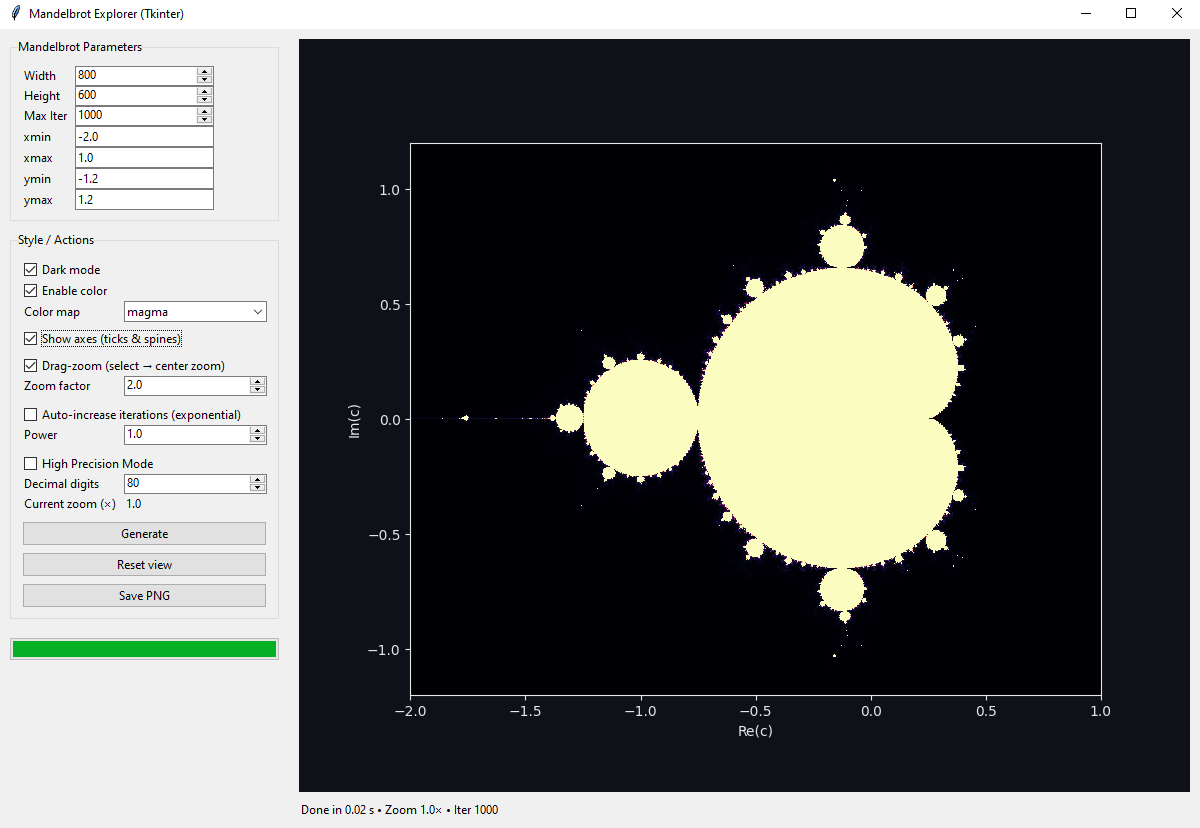 Mandelbrot Explorer (Tkinter)
Mandelbrot Parameters
Width 800
Height 600
Max Iter 1000
xmin -2.0
xmax 1.0
ymin -1.2
ymax 1.2
Style / Actions
Dark mode
Enable color
Color map magma
Show axes (ticks & spines)
Drag-zoom (select → center zoom)
Zoom factor 2.0
Auto-increase iterations (exponential)
Power 1.0
High Precision Mode
Decimal digits 80
Current zoom (×) 1.0
Generate
Reset view
Save PNG
Im(c)
1.0
0.5
0.0
−0.5
−1.0
−2.0 −1.5 −1.0 −0.5 0.0 0.5 1.0
Re(c)
Done in 0.02 s • Zoom 1.0× • Iter 1000